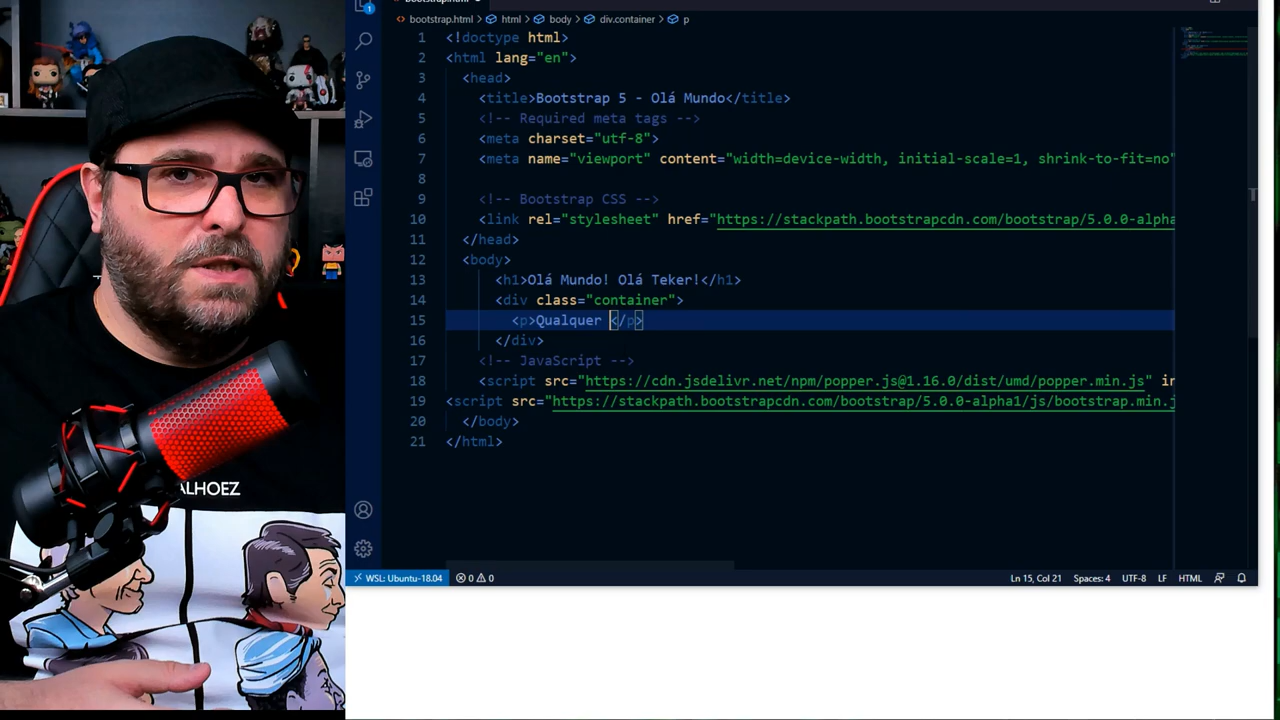 bootstrap.html
bootstrap.html > html > body > div.container > p
1
1 <!doctype html>
2 <html lang="en">
3 <head>
4 <title>Bootstrap 5 - Olá Mundo</title>
5 <!-- Required meta tags -->
6 <meta charset="utf-8">
7 <meta name="viewport" content="width=device-width, initial-scale=1, shrink-to-fit=no"
8
9 <!-- Bootstrap CSS -->
10 <link rel="stylesheet" href="https://stackpath.bootstrapcdn.com/bootstrap/5.0.0-alpha
11 </head>
12 <body>
13 <h1>Olá Mundo! Olá Teker!</h1>
14 <div class="container">
15 <p>Qualquer </p>
16 </div>
17 <!-- JavaScript -->
18 <script src="https://cdn.jsdelivr.net/npm/popper.js@1.16.0/dist/umd/popper.min.js" in
19 <script src="https://stackpath.bootstrapcdn.com/bootstrap/5.0.0-alpha1/js/bootstrap.min.j
20 </body>
21 </html>
ALHOEZ
WSL: Ubuntu-18.04 0 0 Ln 15, Col 21 Spaces: 4 UTF-8 LF HTML